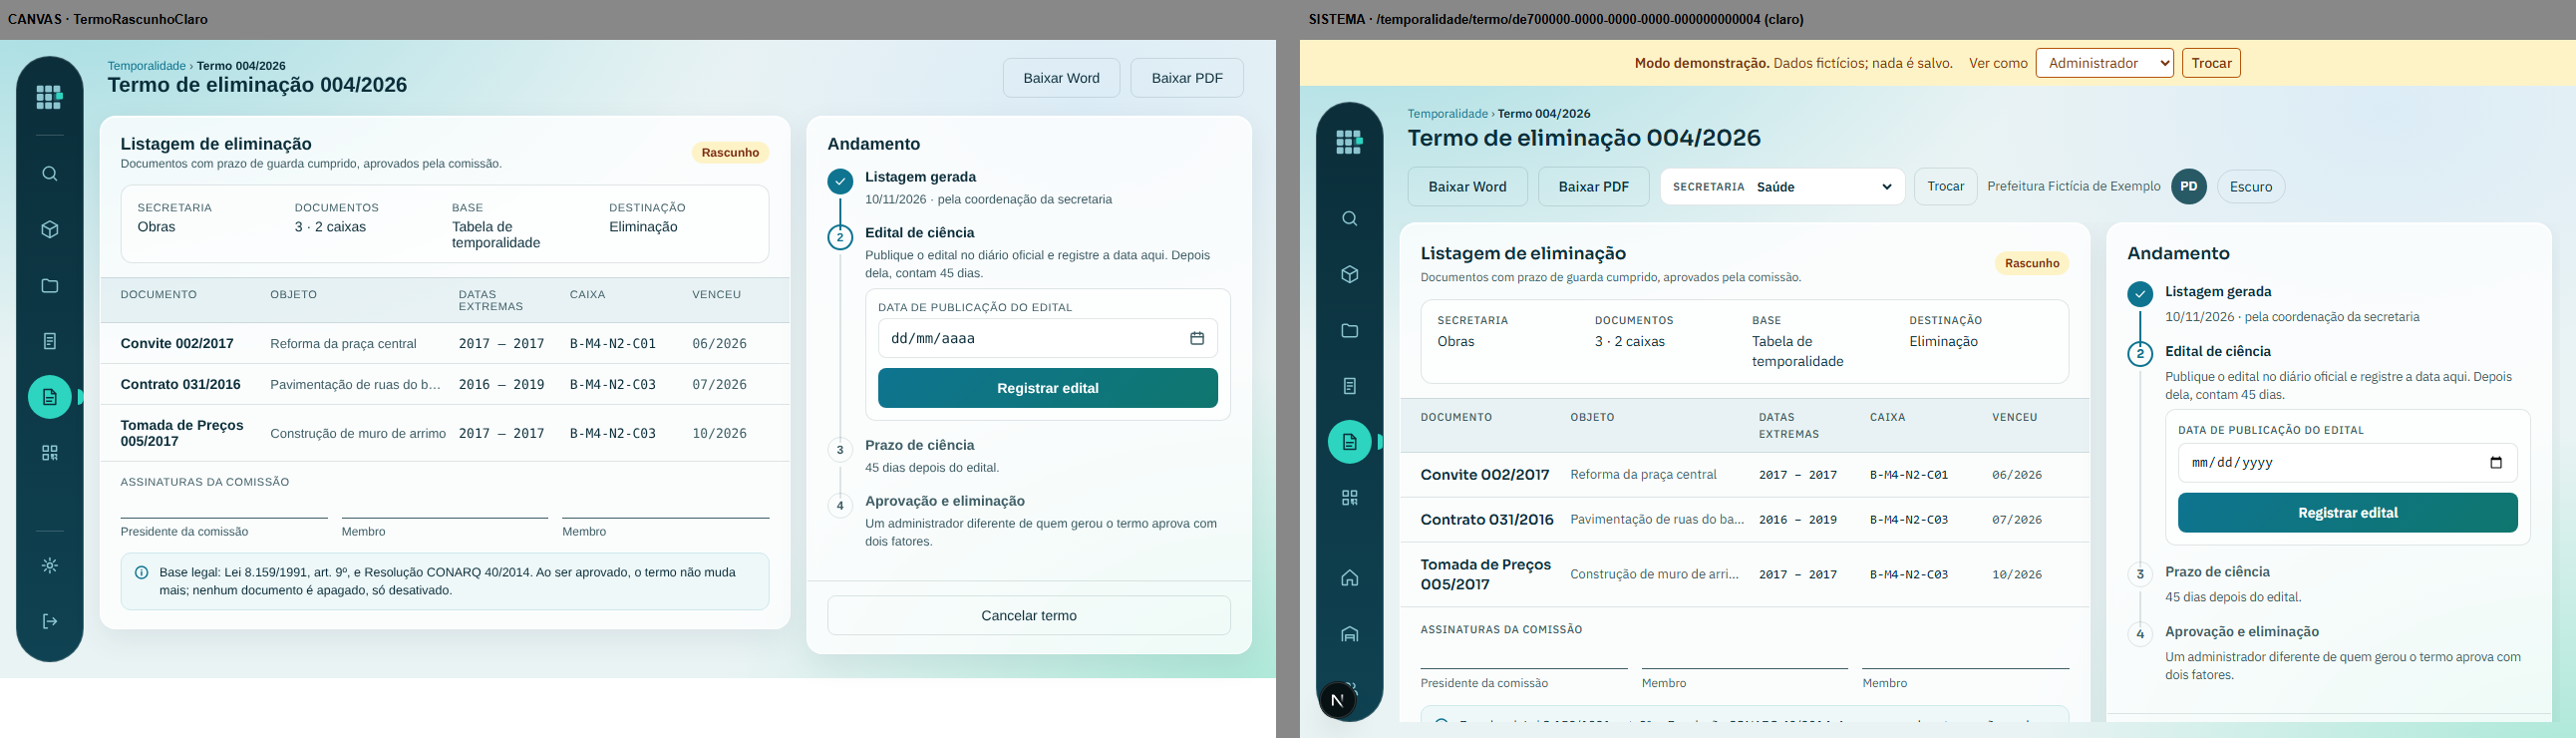 CANVAS · TermoRascunhoClaro
Temporalidade › Termo 004/2026
Termo de eliminação 004/2026
Baixar Word
Baixar PDF
Listagem de eliminação
Documentos com prazo de guarda cumprido, aprovados pela comissão.
Rascunho
SECRETARIA
DOCUMENTOS
BASE
DESTINAÇÃO
Obras
3 · 2 caixas
Tabela de
temporalidade
Eliminação
DOCUMENTO
OBJETO
DATAS
EXTREMAS
CAIXA
VENCEU
Convite 002/2017
Reforma da praça central
2017 – 2017
B-M4-N2-C01
06/2026
Contrato 031/2016
Pavimentação de ruas do b...
2016 – 2019
B-M4-N2-C03
07/2026
Tomada de Preços
005/2017
Construção de muro de arrimo
2017 – 2017
B-M4-N2-C03
10/2026
ASSINATURAS DA COMISSÃO
Presidente da comissão
Membro
Membro
Base legal: Lei 8.159/1991, art. 9º, e Resolução CONARQ 40/2014. Ao ser aprovado, o termo não muda
mais; nenhum documento é apagado, só desativado.
Andamento
Listagem gerada
10/11/2026 · pela coordenação da secretaria
2
Edital de ciência
Publique o edital no diário oficial e registre a data aqui. Depois
dela, contam 45 dias.
DATA DE PUBLICAÇÃO DO EDITAL
dd/mm/aaaa
Registrar edital
3
Prazo de ciência
45 dias depois do edital.
4
Aprovação e eliminação
Um administrador diferente de quem gerou o termo aprova com
dois fatores.
Cancelar termo
SISTEMA · /temporalidade/termo/de700000-0000-0000-0000-000000000004 (claro)
Modo demonstração. Dados fictícios; nada é salvo.
Ver como
Administrador
Trocar
Temporalidade › Termo 004/2026
Termo de eliminação 004/2026
Baixar Word
Baixar PDF
SECRETARIA
Saúde
Trocar
Prefeitura Fictícia de Exemplo
PD
Escuro
Listagem de eliminação
Documentos com prazo de guarda cumprido, aprovados pela comissão.
Rascunho
SECRETARIA
DOCUMENTOS
BASE
DESTINAÇÃO
Obras
3 · 2 caixas
Tabela de
temporalidade
Eliminação
DOCUMENTO
OBJETO
DATAS
EXTREMAS
CAIXA
VENCEU
Convite 002/2017
Reforma da praça central
2017 – 2017
B-M4-N2-C01
06/2026
Contrato 031/2016
Pavimentação de ruas do ba...
2016 – 2019
B-M4-N2-C03
07/2026
Tomada de Preços
005/2017
Construção de muro de arri...
2017 – 2017
B-M4-N2-C03
10/2026
ASSINATURAS DA COMISSÃO
Presidente da comissão
Membro
Membro
N
Andamento
Listagem gerada
10/11/2026 · pela coordenação da secretaria
2
Edital de ciência
Publique o edital no diário oficial e registre a data aqui. Depois
dela, contam 45 dias.
DATA DE PUBLICAÇÃO DO EDITAL
mm/dd/yyyy
Registrar edital
3
Prazo de ciência
45 dias depois do edital.
4
Aprovação e eliminação
Um administrador diferente de quem gerou o termo aprova com
dois fatores.